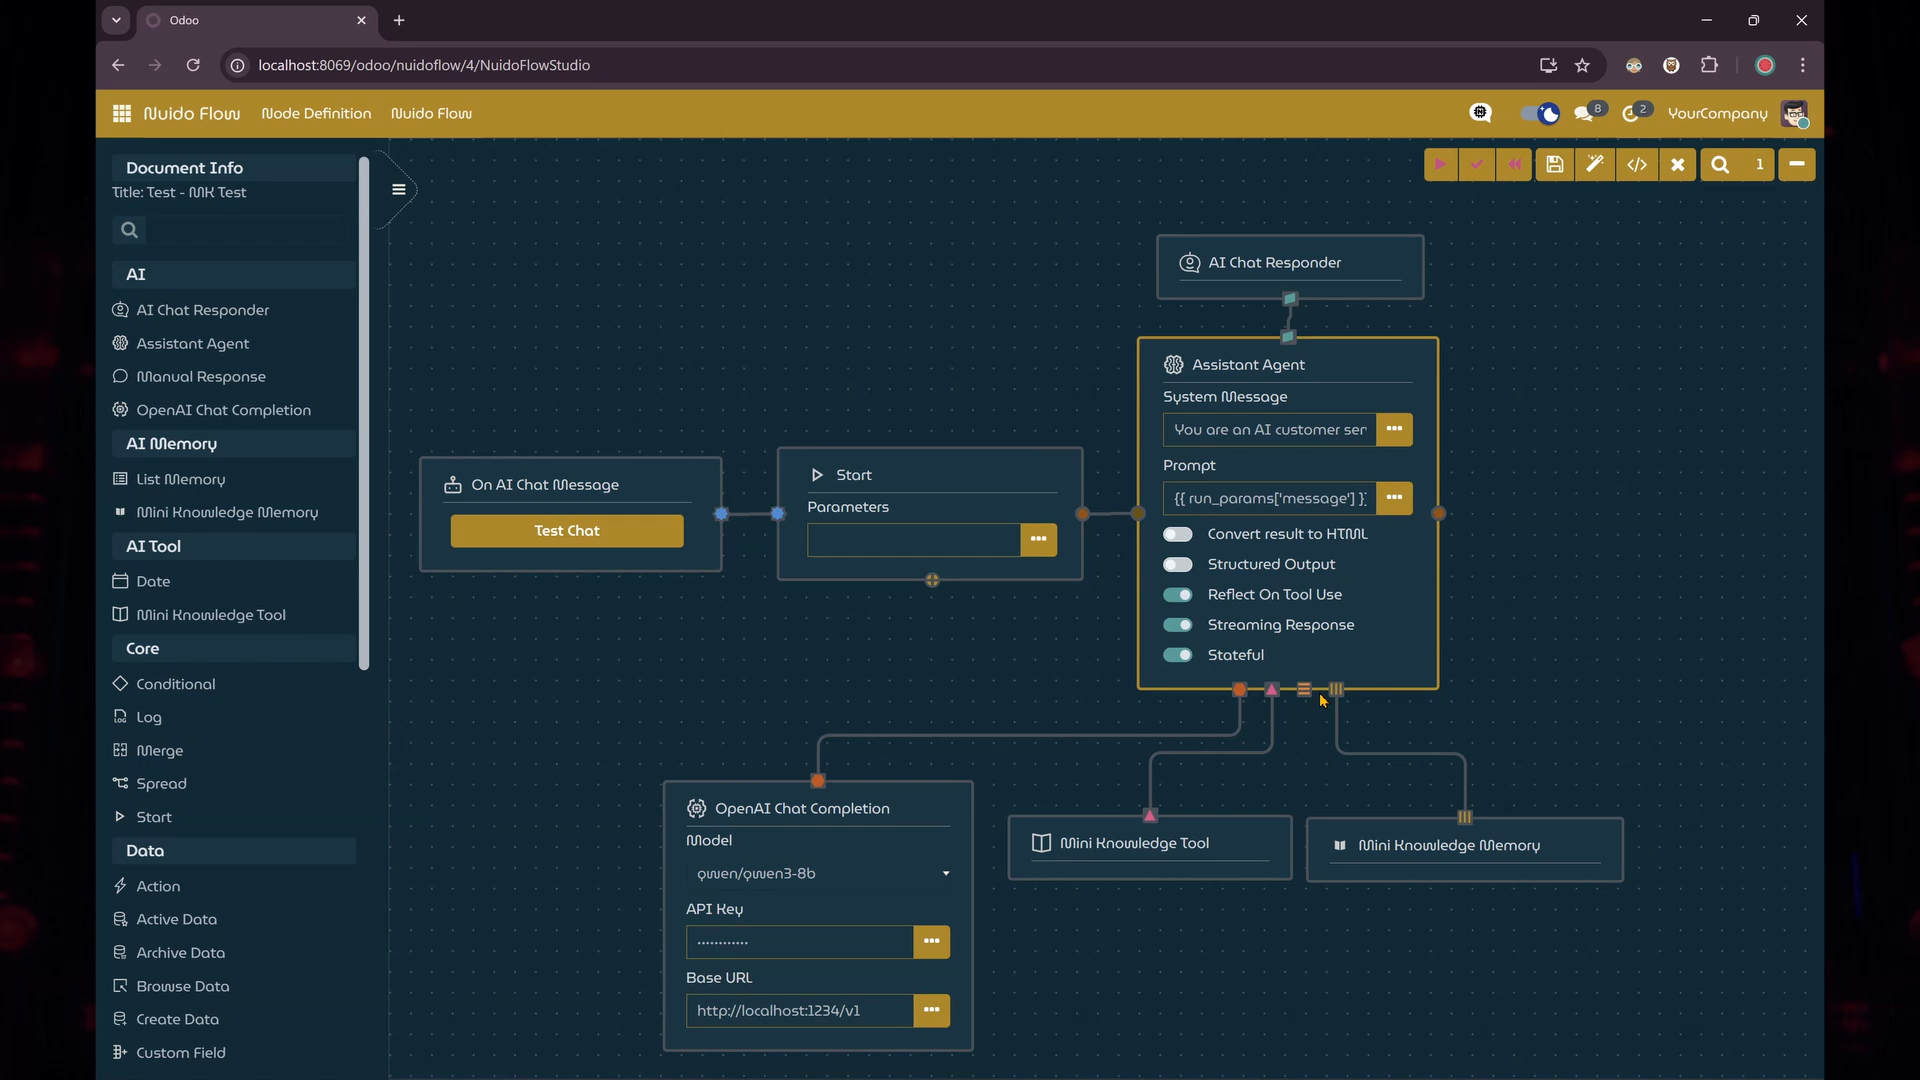 Odoo
localhost:8069/odoo/nuidoflow/4/NuidoFlowStudio
Nuido Flow
Node Definition
Nuido Flow
8
2
YourCompany
Document Info
Title: Test - MK Test
AI
AI Chat Responder
Assistant Agent
Manual Response
OpenAI Chat Completion
AI Memory
List Memory
Mini Knowledge Memory
AI Tool
Date
Mini Knowledge Tool
Core
Conditional
Log
Merge
Spread
Start
Data
Action
Active Data
Archive Data
Browse Data
Create Data
Custom Field
1
AI Chat Responder
Assistant Agent
System Message
You are an AI customer ser
Prompt
{{ run_params['message'] }}
Convert result to HTML
Structured Output
Reflect On Tool Use
Streaming Response
Stateful
On AI Chat Message
Test Chat
Start
Parameters
OpenAI Chat Completion
Model
qwen/qwen3-8b
API Key
............
Base URL
http://localhost:1234/v1
Mini Knowledge Tool
Mini Knowledge Memory